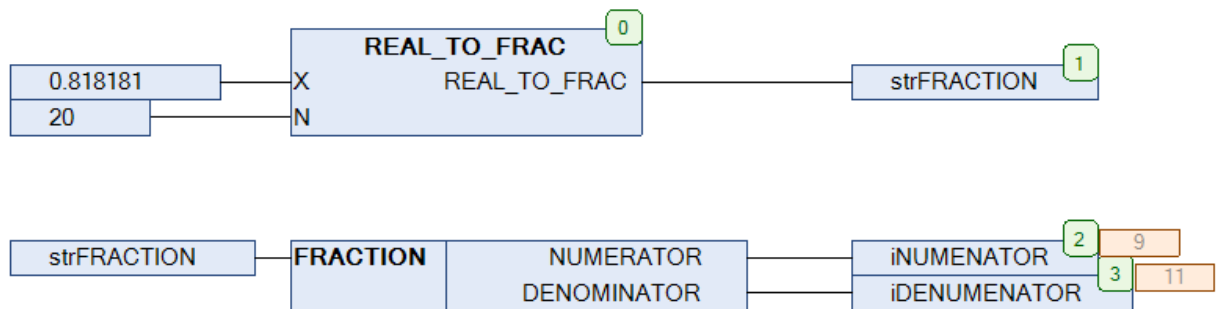 0
REAL_TO_FRAC
1
0.818181 X REAL_TO_FRAC strFRACTION
20 N
2
strFRACTION FRACTION NUMERATOR iNUMENATOR 9
3
DENOMINATOR iDENUMENATOR 11